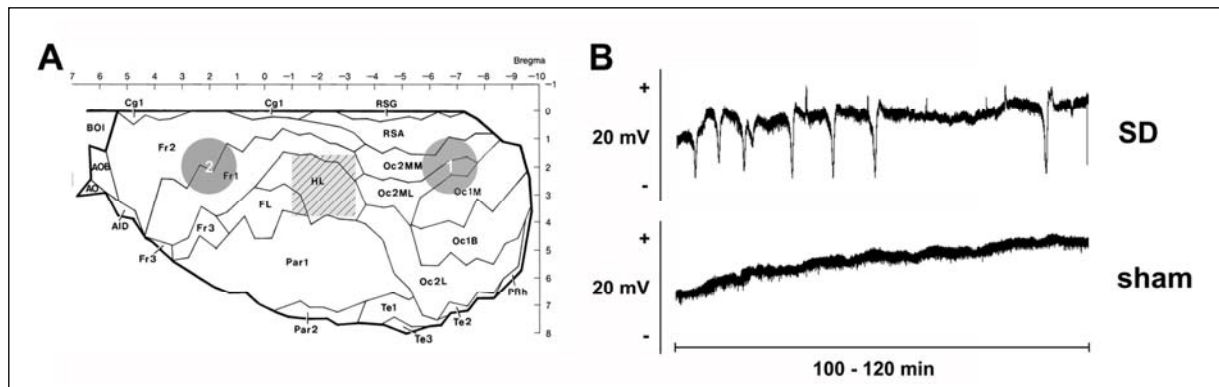 A
Bregma
7 6 5 4 3 2 1 0 -1 -2 -3 -4 -5 -6 -7 -8 -9 -10
-1
0
1
2
3
4
5
6
7
8
Cg1
Cg1
RSG
BOI
AOB
AO
AID
Fr2
2
Fr1
RSA
Oc2MM
1
HL
Oc2ML
Oc1M
FL
Fr3
Fr3
Oc1B
Par1
Oc2L
PRh
Te1
Te2
Par2
Te3
B
+
20 mV
-
SD
+
20 mV
-
sham
100 - 120 min